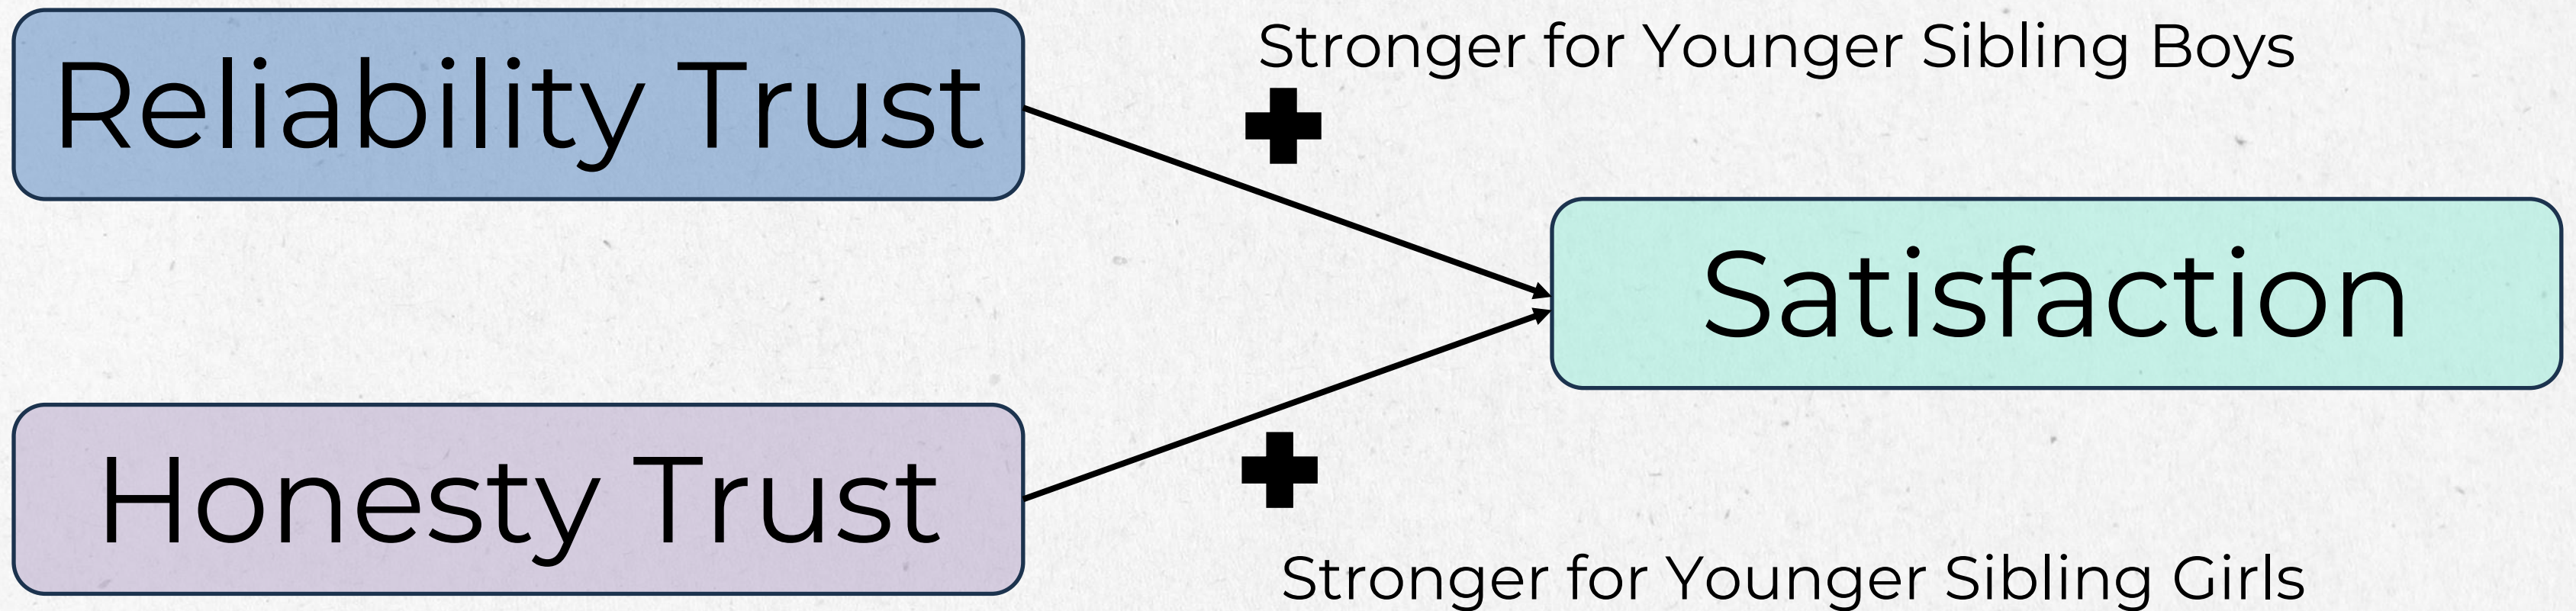 Stronger for Younger Sibling Boys
Reliability Trust
Satisfaction
Honesty Trust
Stronger for Younger Sibling Girls